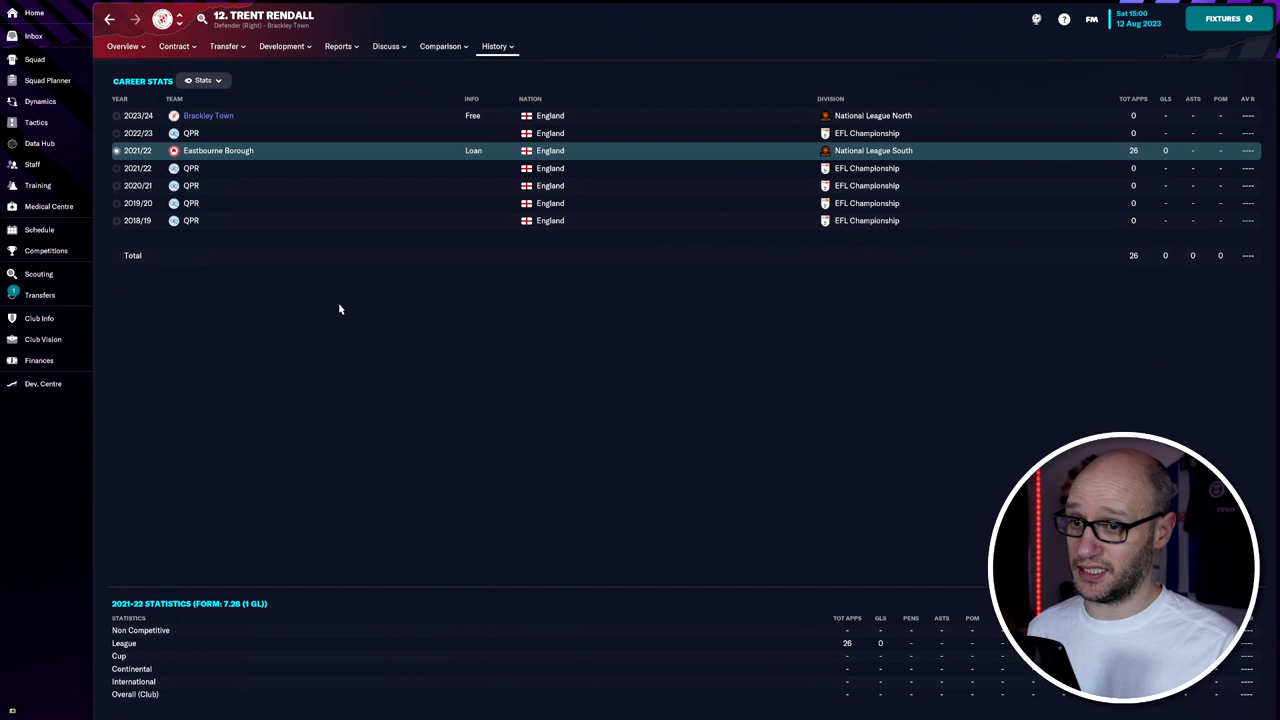 Home
Inbox
Squad
Squad Planner
Dynamics
Tactics
Data Hub
Staff
Training
Medical Centre
Schedule
Competitions
Scouting
1
Transfers
Club Info
Club Vision
Finances
Dev. Centre
12. TRENT RENDALL
Defender (Right) - Brackley Town
FM
Sat 15:00
12 Aug 2023
FIXTURES
Overview Contract Transfer Development Reports Discuss Comparison History
CAREER STATS Stats
YEAR TEAM INFO NATION DIVISION TOT APPS GLS ASTS POM AV R
2023/24 Brackley Town Free England National League North 0 - - - ----
2022/23 QPR England EFL Championship 0 - - - ----
2021/22 Eastbourne Borough Loan England National League South 26 0 - - ----
2021/22 QPR England EFL Championship 0 - - - ----
2020/21 QPR England EFL Championship 0 - - - ----
2019/20 QPR England EFL Championship 0 - - - ----
2018/19 QPR England EFL Championship 0 - - - ----
Total 26 0 0 0 ----
2021-22 STATISTICS (FORM: 7.28 (1 GL))
STATISTICS TOT APPS GLS PENS ASTS POM
Non Competitive - - - - - -
League 26 0 - - - -
Cup - - - - - -
Continental - - - - - -
International - - - - - -
Overall (Club) - - - - - -